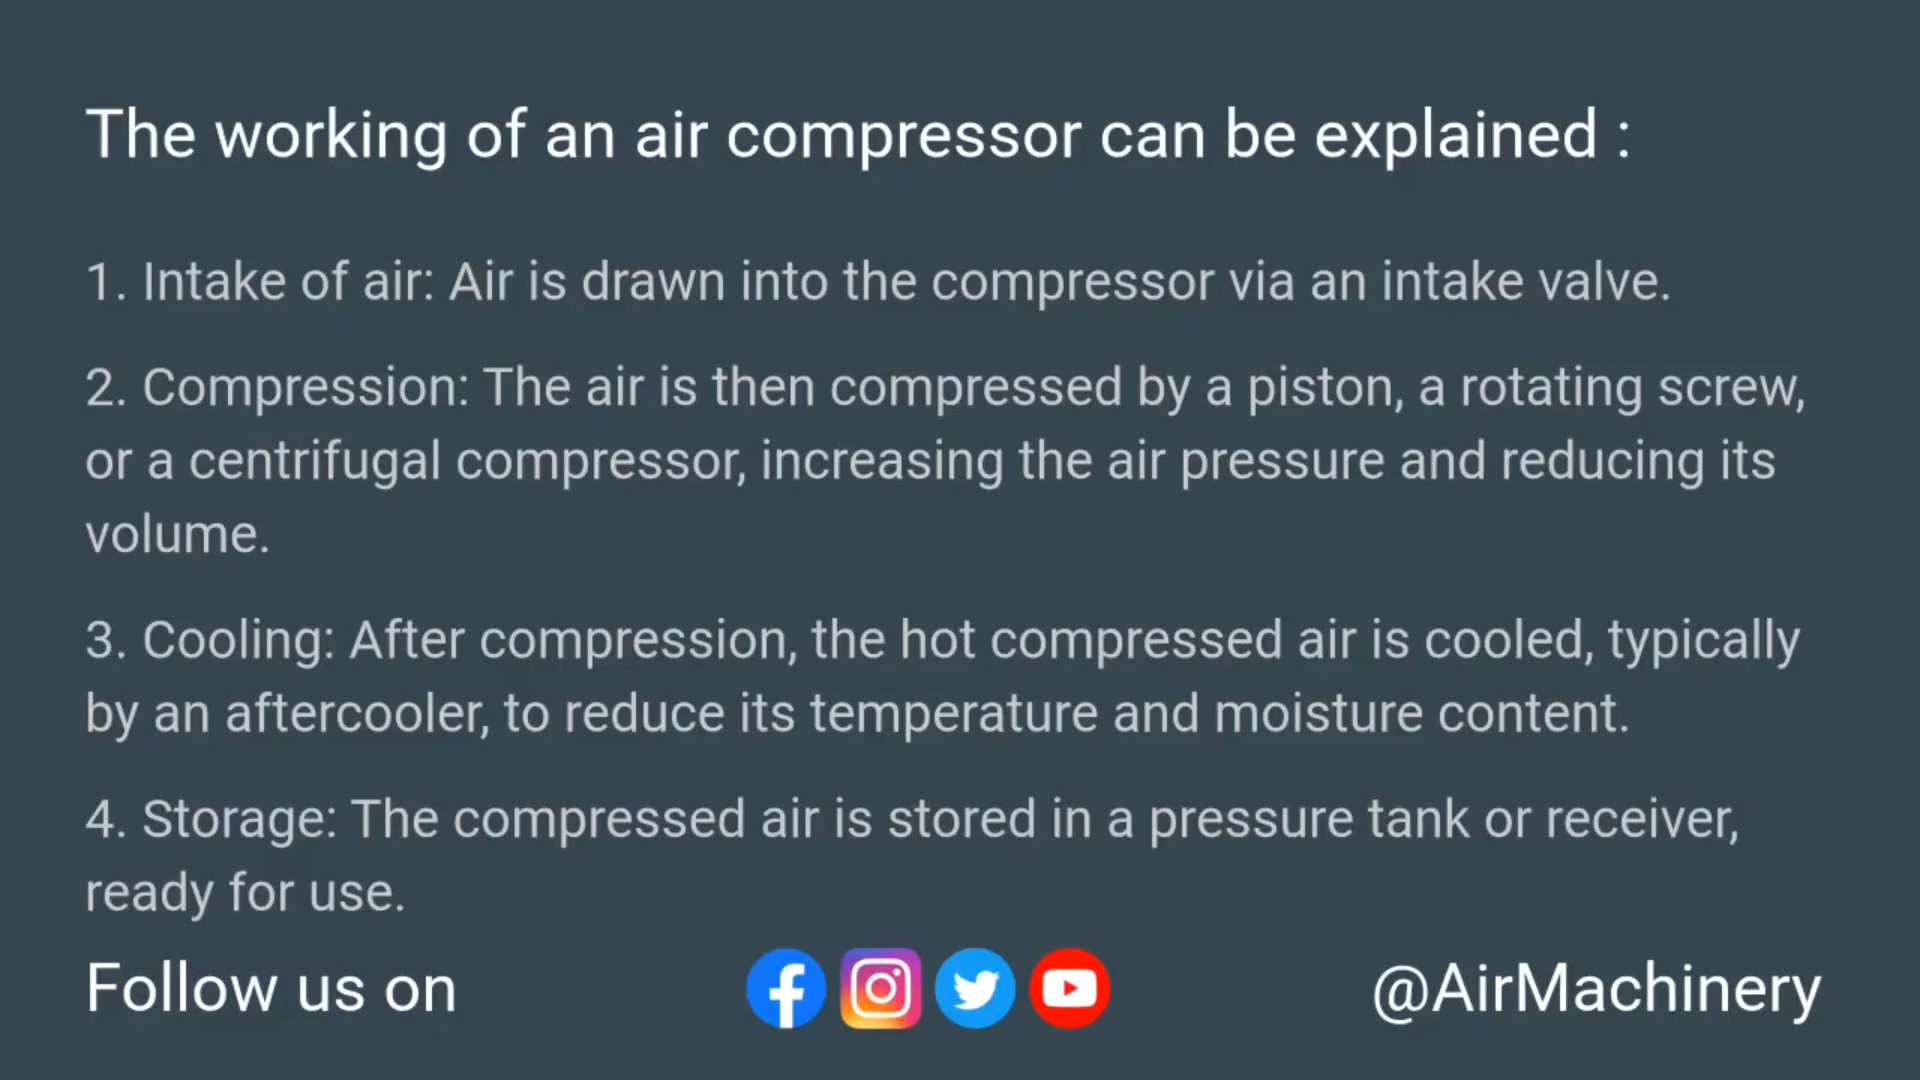 The working of an air compressor can be explained :
1. Intake of air: Air is drawn into the compressor via an intake valve.
2. Compression: The air is then compressed by a piston, a rotating screw,
or a centrifugal compressor, increasing the air pressure and reducing its
volume.
3. Cooling: After compression, the hot compressed air is cooled, typically
by an aftercooler, to reduce its temperature and moisture content.
4. Storage: The compressed air is stored in a pressure tank or receiver,
ready for use.
Follow us on @AirMachinery